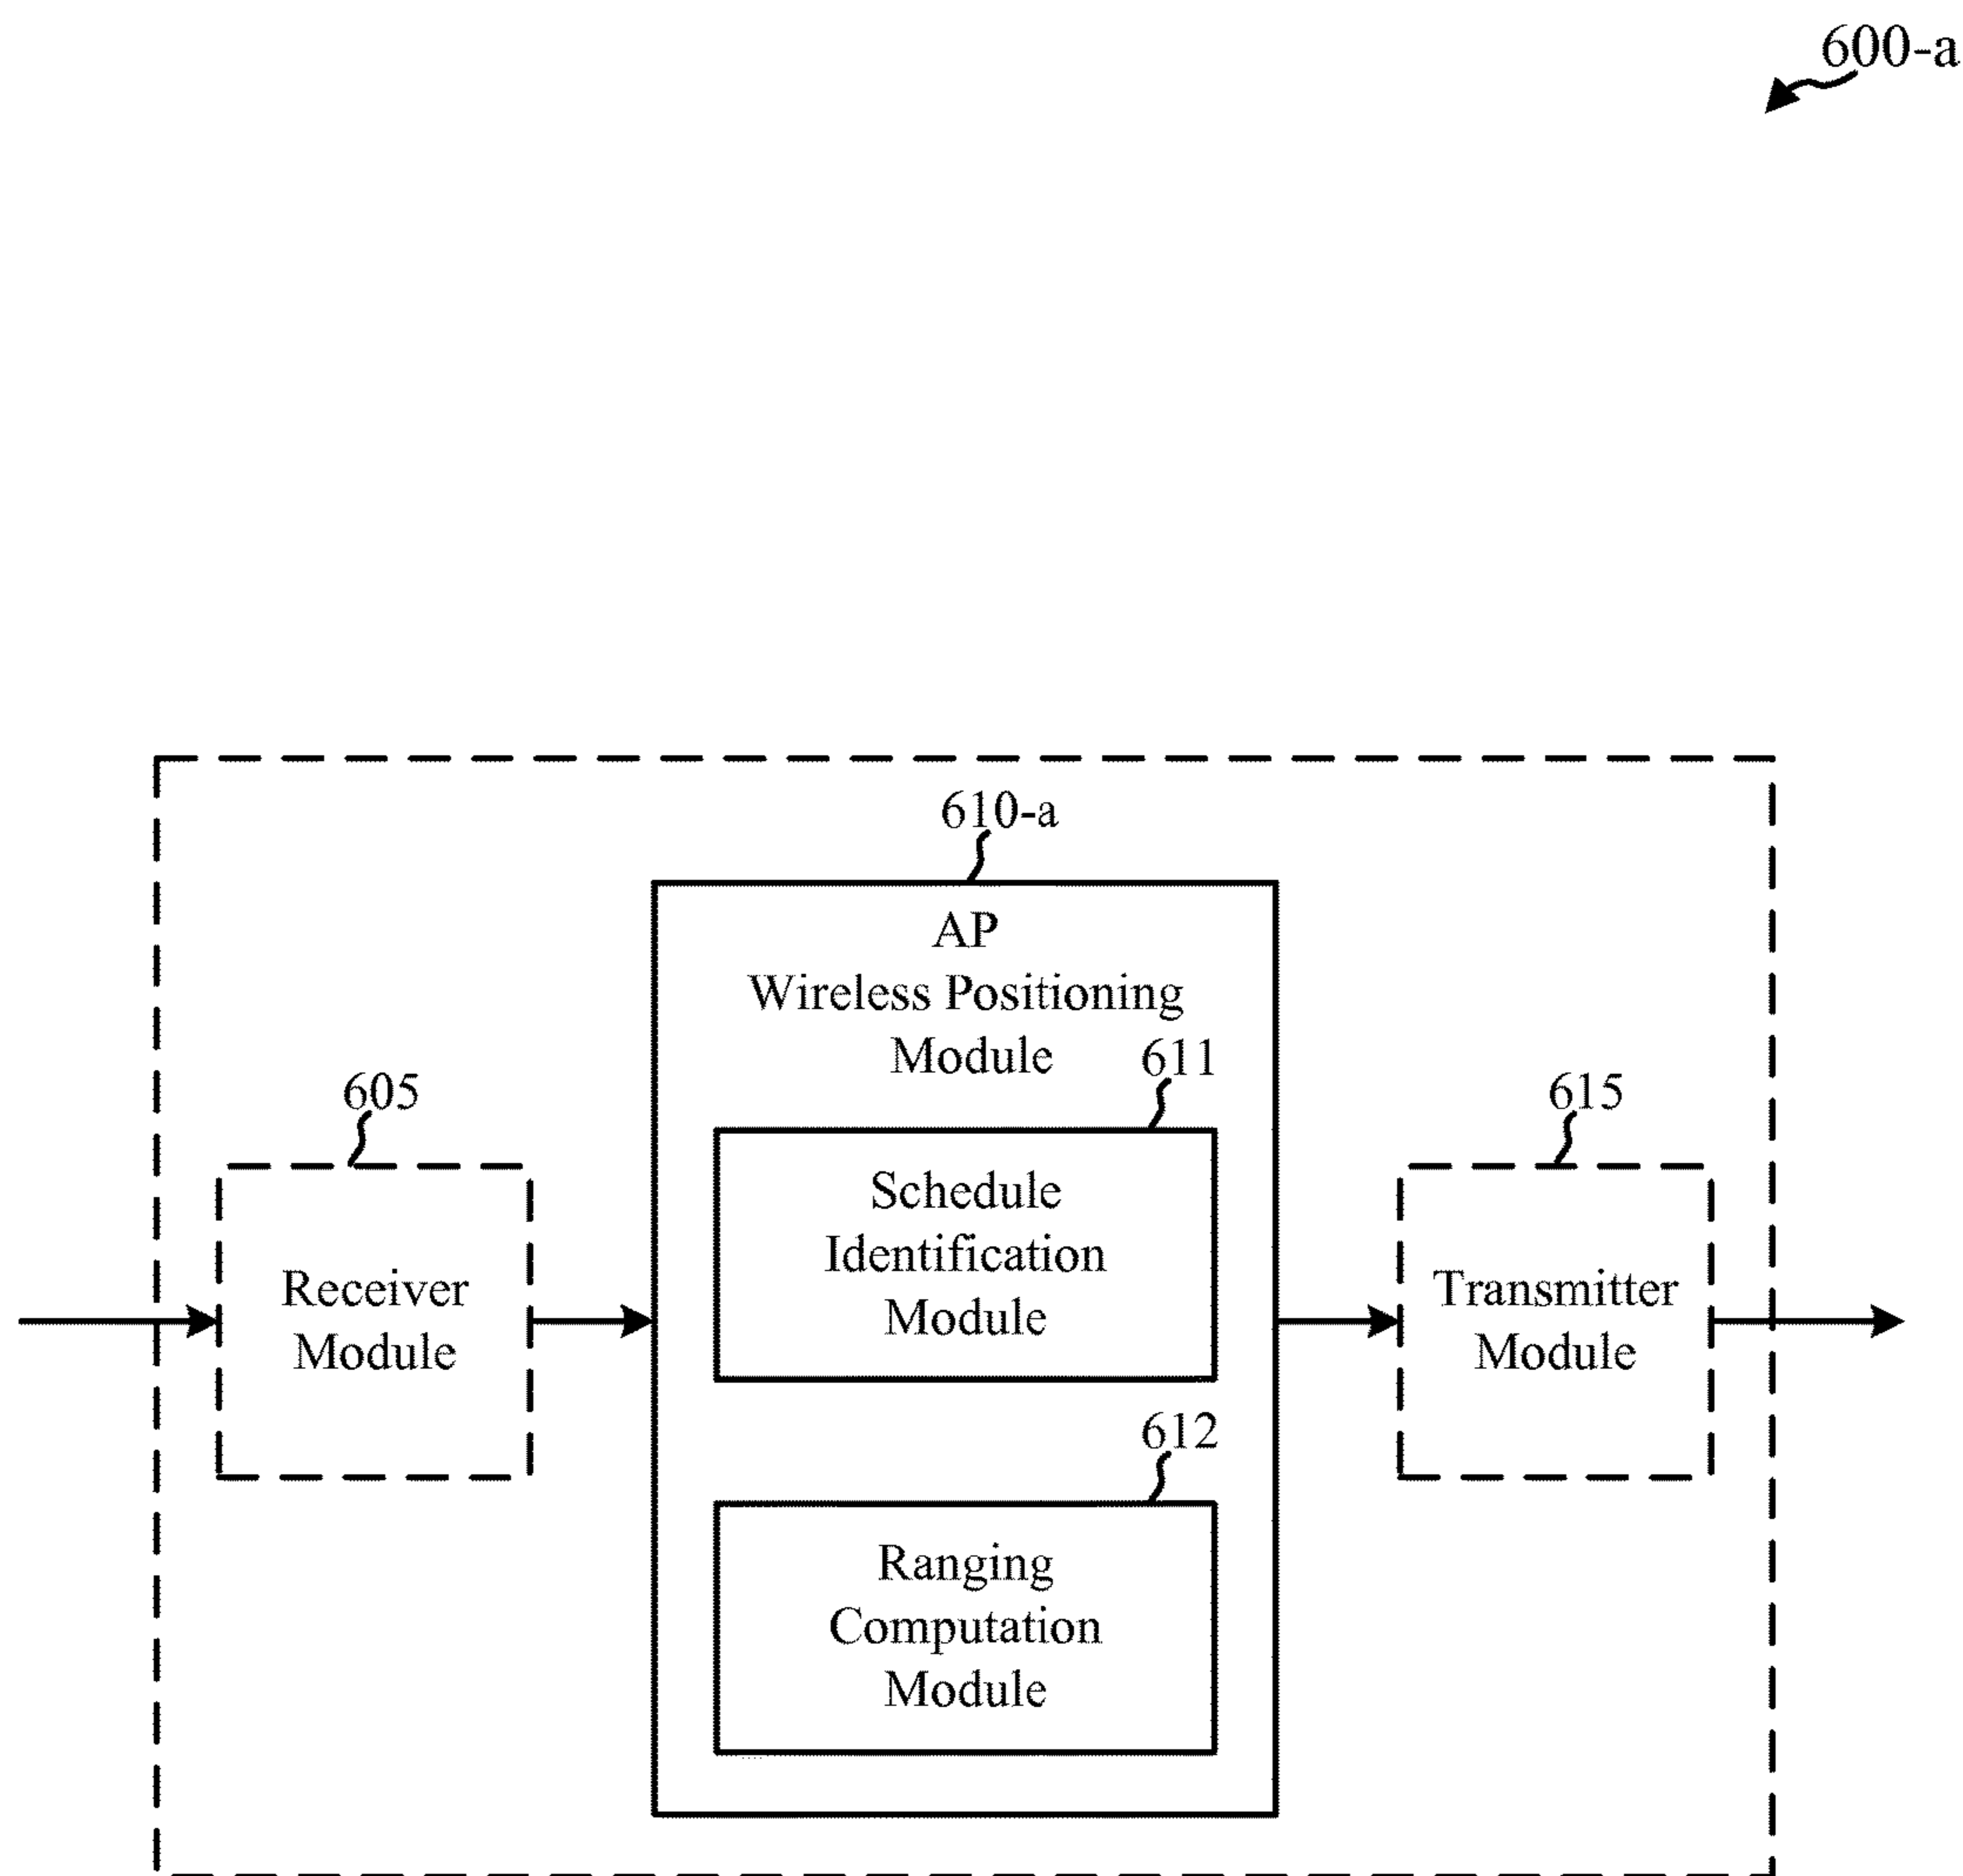 600-a
610-a
AP
Wireless Positioning
Module
611
605
615
Schedule
Identification
Module
Receiver
Module
Transmitter
Module
612
Ranging
Computation
Module